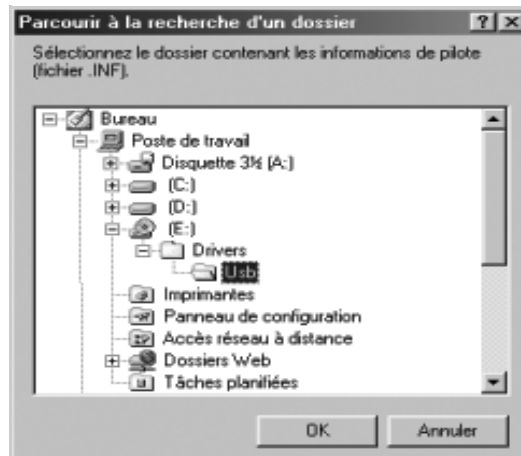 Parcourir à la recherche d'un dossier
Sélectionnez le dossier contenant les informations de pilote
(fichier .INF).
Bureau
Poste de travail
Disquette 3½ (A:)
(C:)
(D:)
(E:)
Drivers
Usb
Imprimantes
Panneau de configuration
Accès réseau à distance
Dossiers Web
Tâches planifiées
OK Annuler